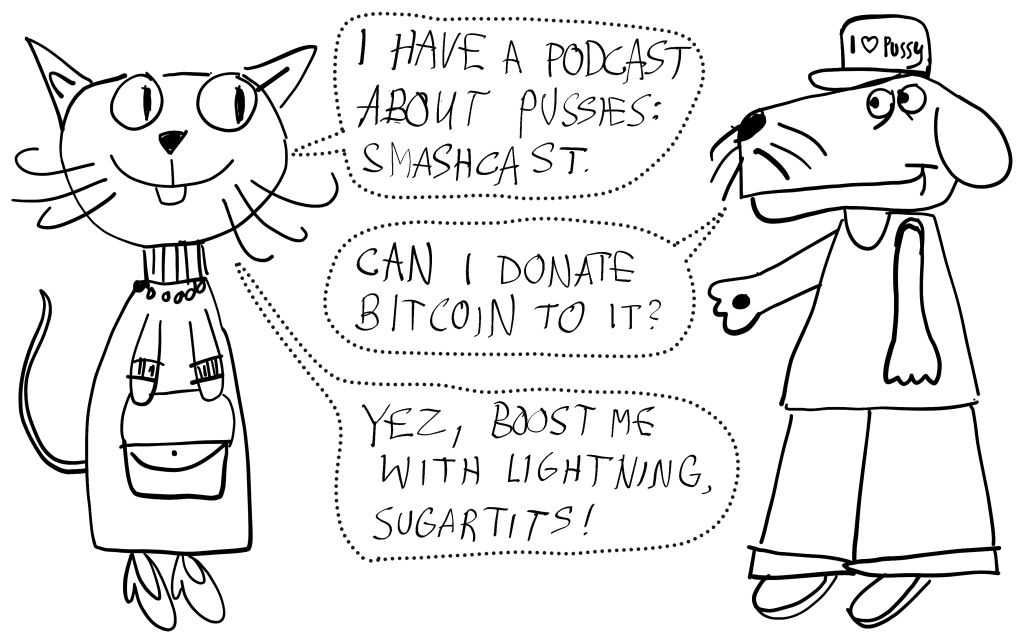 I HAVE A PODCAST
ABOUT PUSSIES:
SMASHCAST.
I ♡ PUSSY
CAN I DONATE
BITCOIN TO IT?
YEZ, BOOST ME
WITH LIGHTNING,
SUGARTITS!